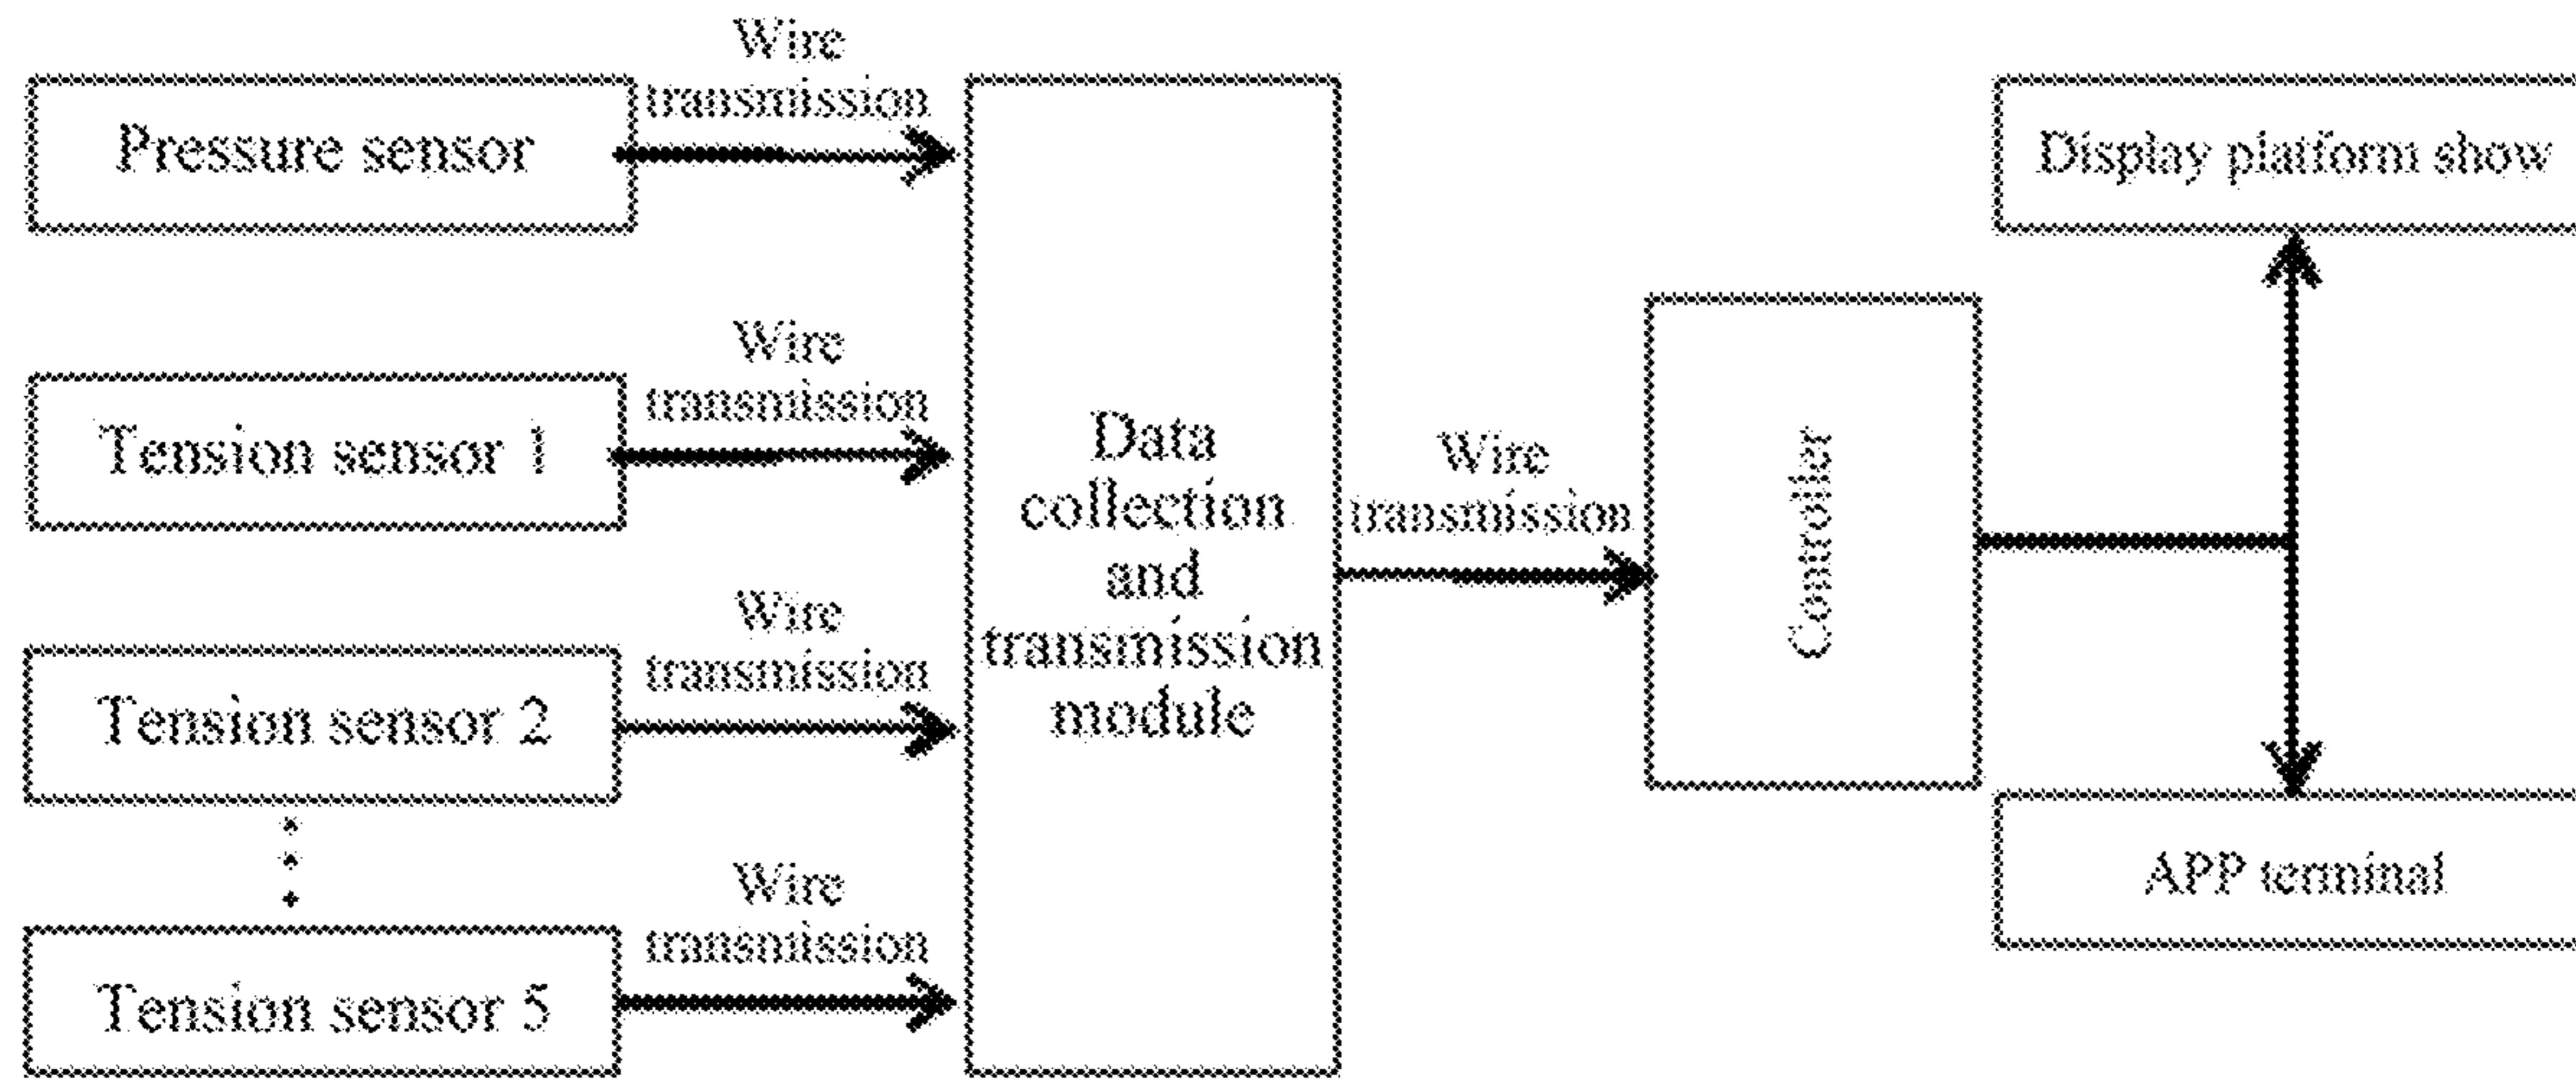 Wire
transmission
Pressure sensor
Wire
transmission
Tension sensor 1
Wire
transmission
Tension sensor 2
Wire
transmission
Tension sensor 5
Data
collection
and
transmission
module
Wire
transmission
Controller
Display platform show
APP terminal